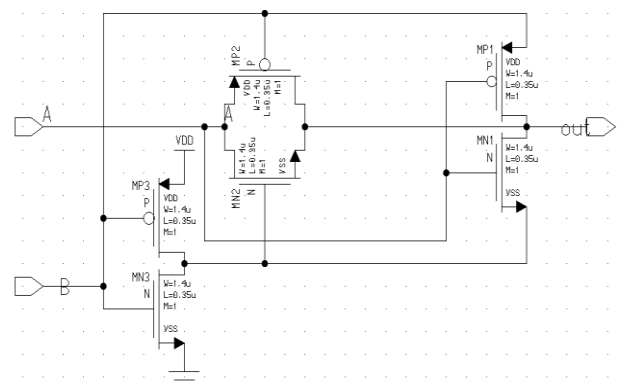 MP2
P
VDD
W=1.4u
L=0.35u
M=1
MP1
P
VDD
W=1.4u
L=0.35u
M=1
A
A
out
VDD
W=1.4u
L=0.35u
M=1
VSS
MN2
N
MN1
N
W=1.4u
L=0.35u
M=1
VSS
MP3
P
VDD
W=1.4u
L=0.35u
M=1
B
MN3
N
W=1.4u
L=0.35u
M=1
VSS